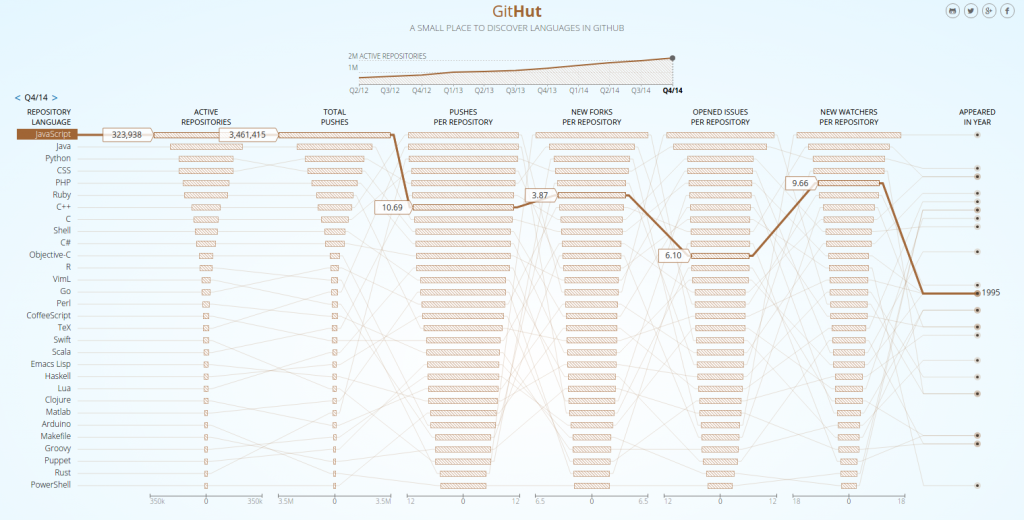 GitHut
A SMALL PLACE TO DISCOVER LANGUAGES IN GITHUB
2M ACTIVE REPOSITORIES
1M
Q2/12 Q3/12 Q4/12 Q1/13 Q2/13 Q3/13 Q4/13 Q1/14 Q2/14 Q3/14 Q4/14
< Q4/14 >
REPOSITORY LANGUAGE
ACTIVE REPOSITORIES
TOTAL PUSHES
PUSHES PER REPOSITORY
NEW FORKS PER REPOSITORY
OPENED ISSUES PER REPOSITORY
NEW WATCHERS PER REPOSITORY
APPEARED IN YEAR
JavaScript 323,938 3,461,415
Java
Python
CSS
PHP 9.66
Ruby 3.87
C++ 10.69
C
Shell
C#
Objective-C 6.10
R
VimL
Go 1995
Perl
CoffeeScript
TeX
Swift
Scala
Emacs Lisp
Haskell
Lua
Clojure
Matlab
Arduino
Makefile
Groovy
Puppet
Rust
PowerShell
350k 0 350k 3.5M 0 3.5M 12 0 12 6.5 0 6.5 12 0 12 18 0 18